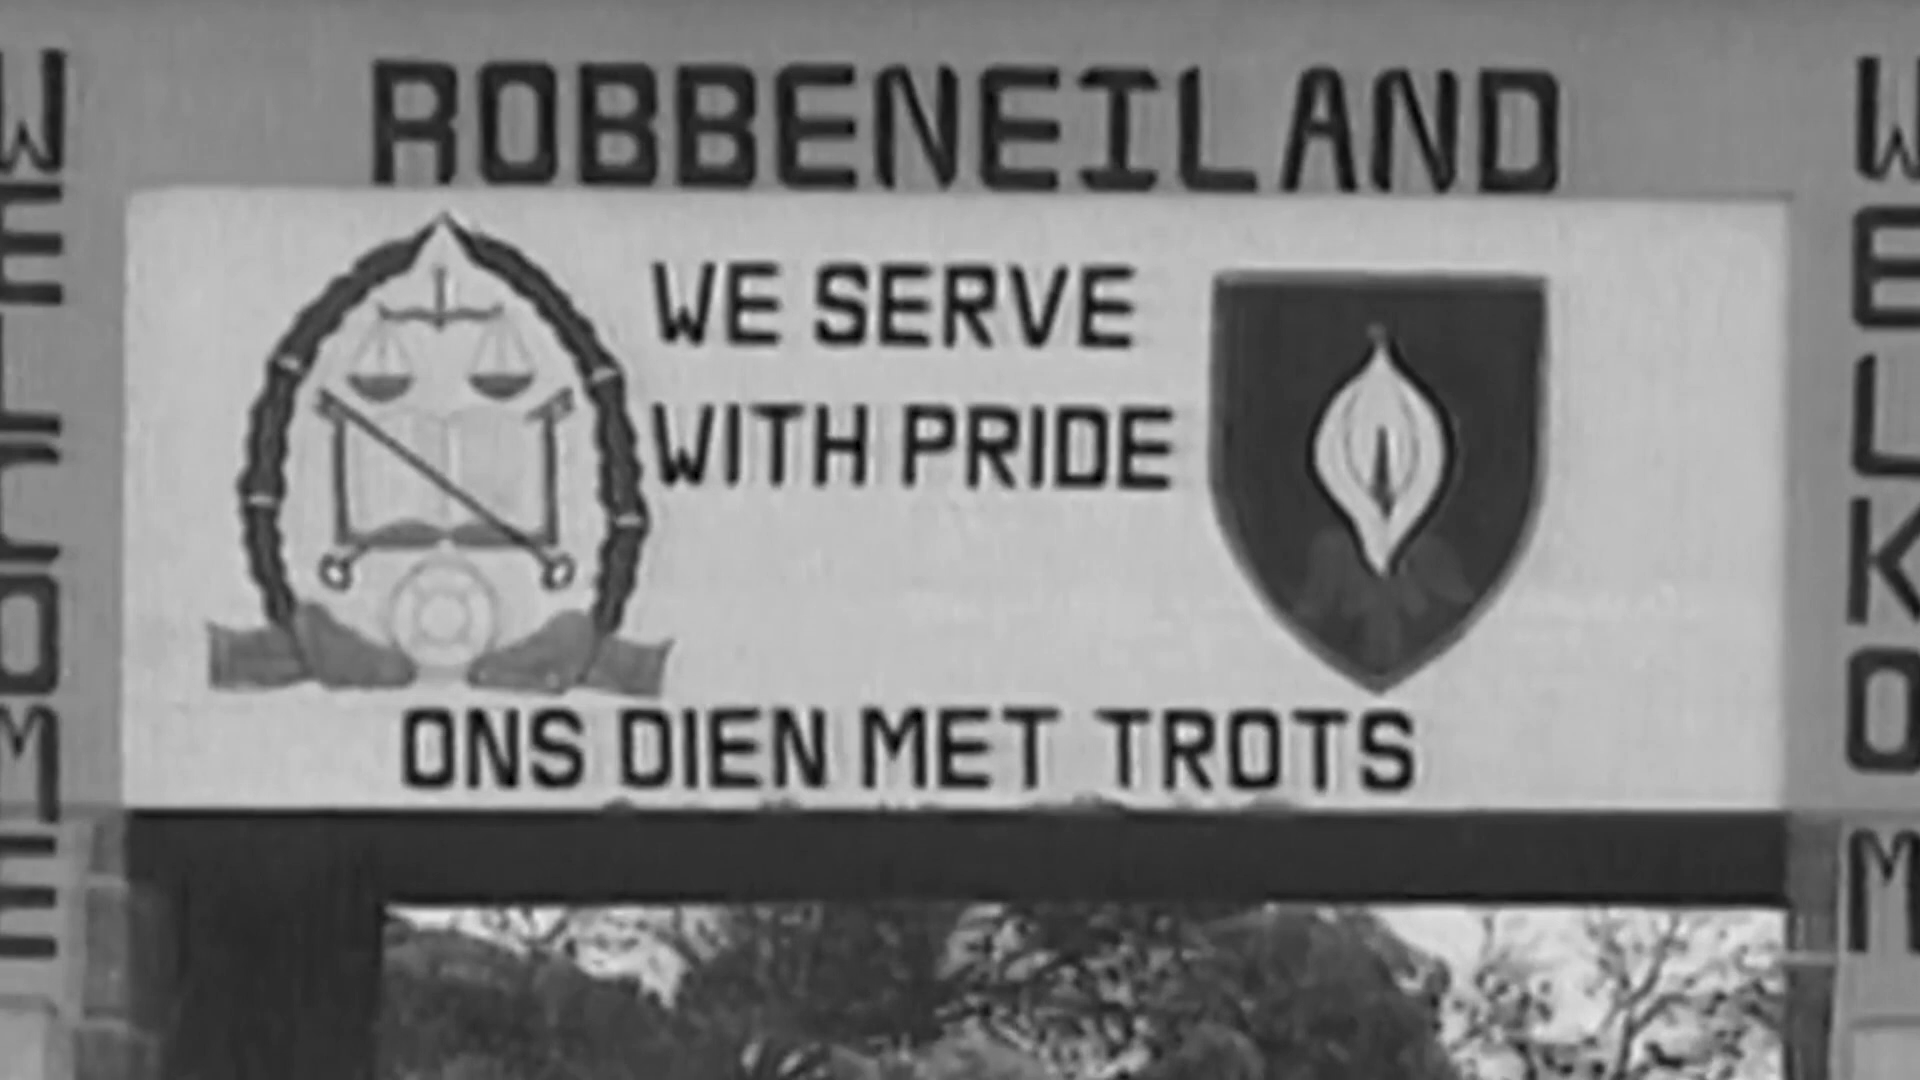 ROBBENEILAND
WELCOME
WE SERVE
WITH PRIDE
ONS DIEN MET TROTS
WELKOM